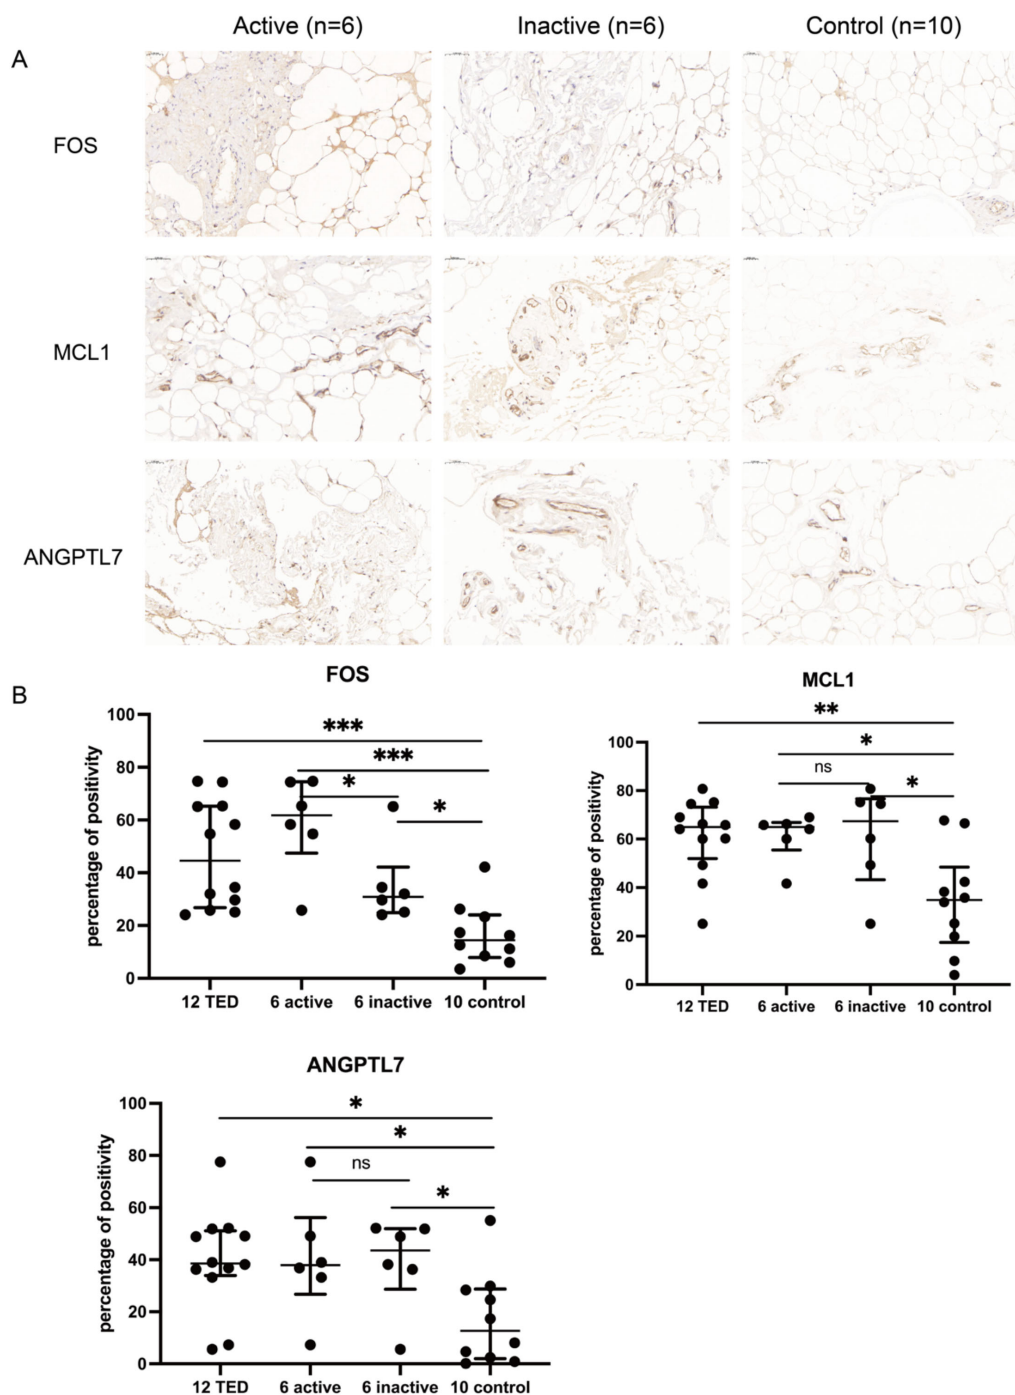 Active (n=6) Inactive (n=6) Control (n=10)
A
FOS
MCL1
ANGPTL7
B
FOS
percentage of positivity
100
80
60
40
20
0
***
***
*
*
12 TED 6 active 6 inactive 10 control
MCL1
percentage of positivity
100
80
60
40
20
0
**
*
ns
*
12 TED 6 active 6 inactive 10 control
ANGPTL7
percentage of positivity
100
80
60
40
20
0
*
*
ns
*
12 TED 6 active 6 inactive 10 control